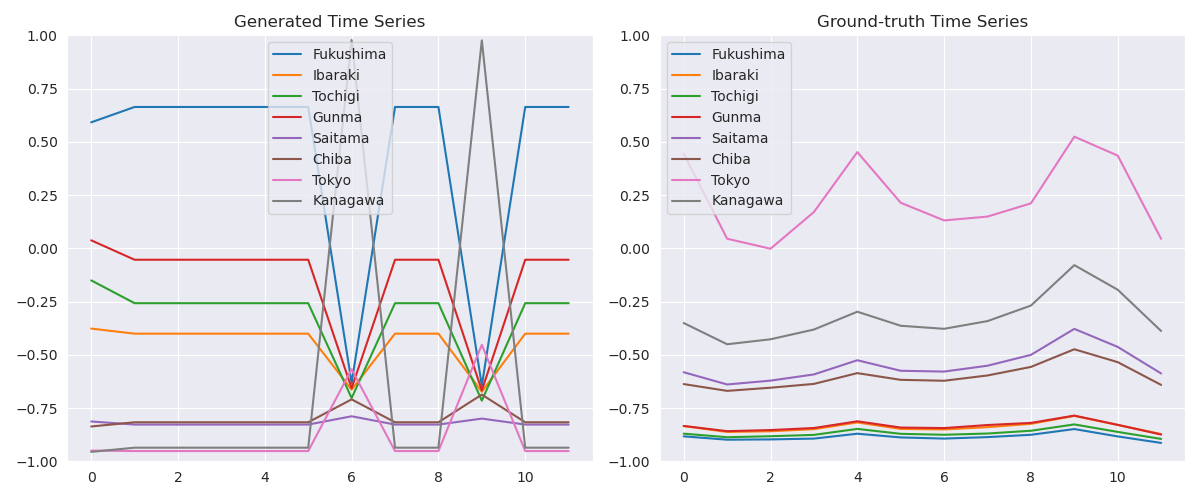 Generated Time Series
1.00
0.75
0.50
0.25
0.00
−0.25
−0.50
−0.75
−1.00
0 2 4 6 8 10
Fukushima
Ibaraki
Tochigi
Gunma
Saitama
Chiba
Tokyo
Kanagawa
Ground-truth Time Series
1.00
0.75
0.50
0.25
0.00
−0.25
−0.50
−0.75
−1.00
0 2 4 6 8 10
Fukushima
Ibaraki
Tochigi
Gunma
Saitama
Chiba
Tokyo
Kanagawa